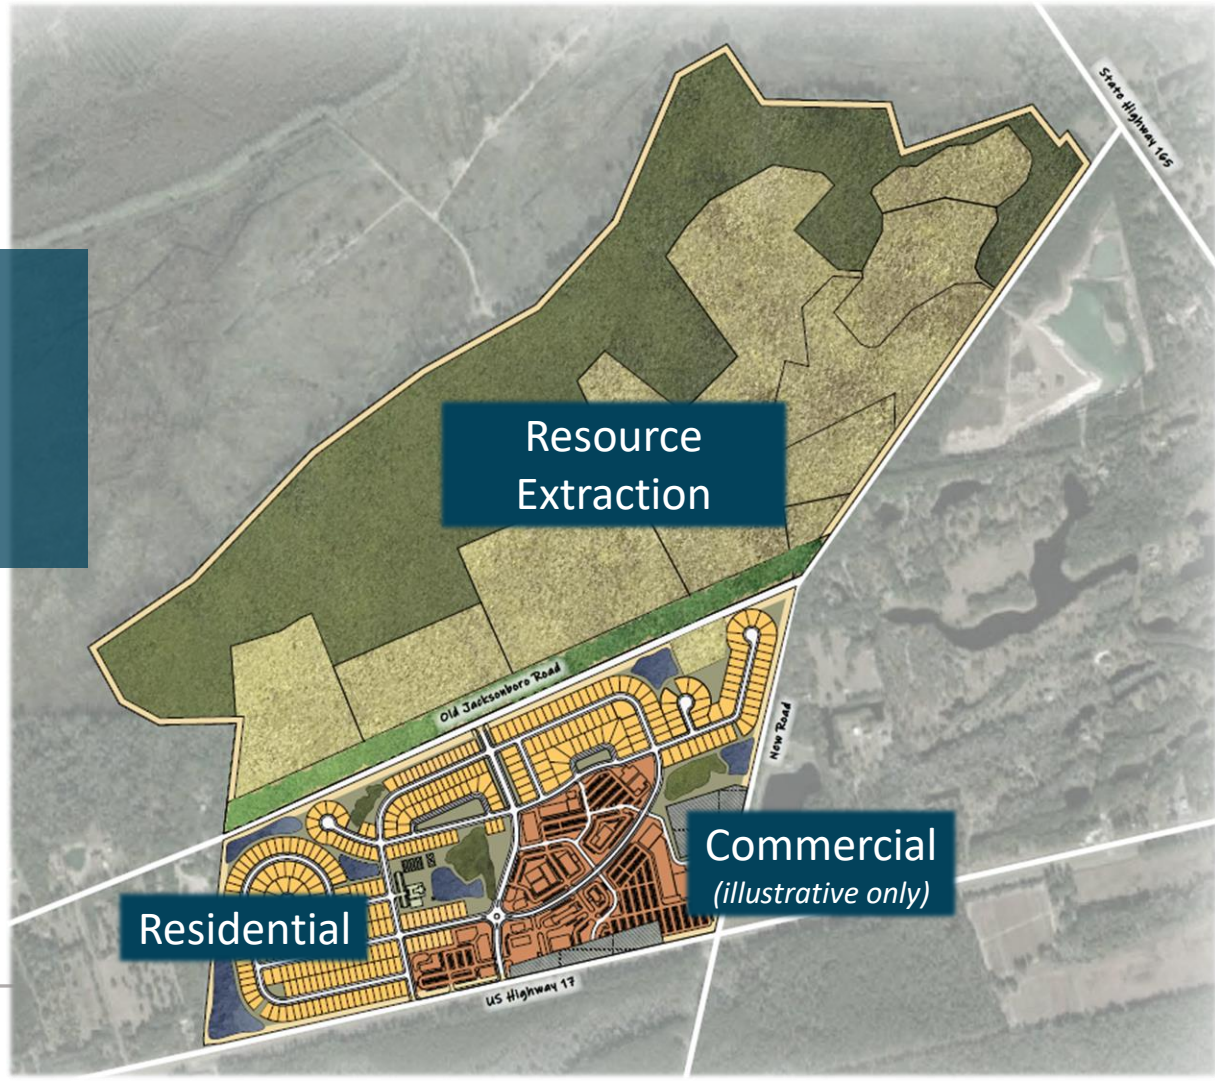 State Highway 165
Resource
Extraction
Old Jacksonboro Road
New Road
Commercial
(illustrative only)
Residential
US Highway 17